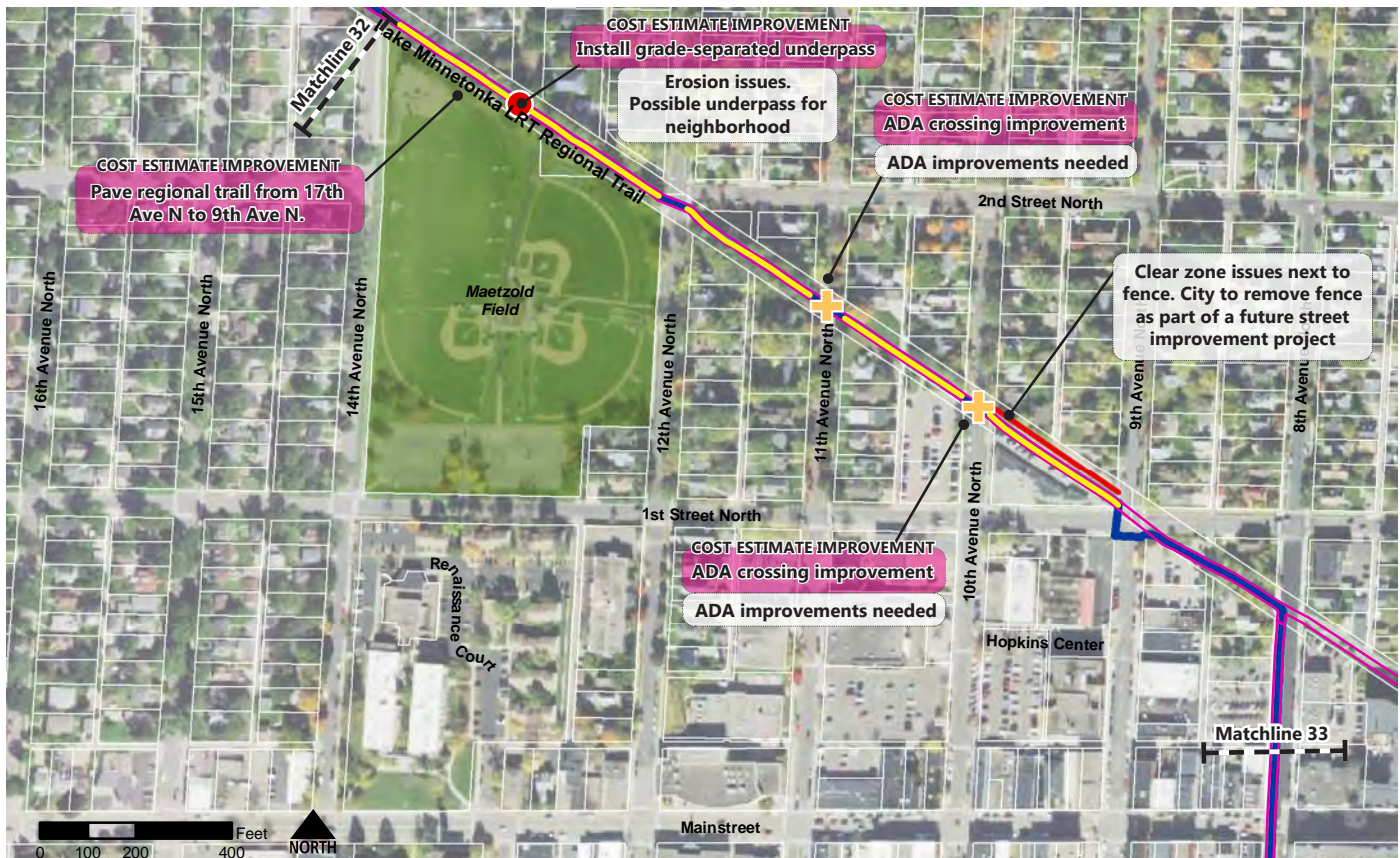 COST ESTIMATE IMPROVEMENT
Install grade-separated underpass
Erosion issues.
Possible underpass for
neighborhood
Matchline 32
Lake Minnetonka LRT Regional Trail
COST ESTIMATE IMPROVEMENT
ADA crossing improvement
ADA improvements needed
COST ESTIMATE IMPROVEMENT
Pave regional trail from 17th
Ave N to 9th Ave N.
2nd Street North
Clear zone issues next to
fence. City to remove fence
as part of a future street
improvement project
Maetzold
Field
16th Avenue North
15th Avenue North
14th Avenue North
12th Avenue North
11th Avenue North
10th Avenue North
9th Avenue North
8th Avenue North
1st Street North
COST ESTIMATE IMPROVEMENT
ADA crossing improvement
ADA improvements needed
Renaissance Court
Hopkins Center
Matchline 33
Mainstreet
Feet
0 100 200 400
NORTH